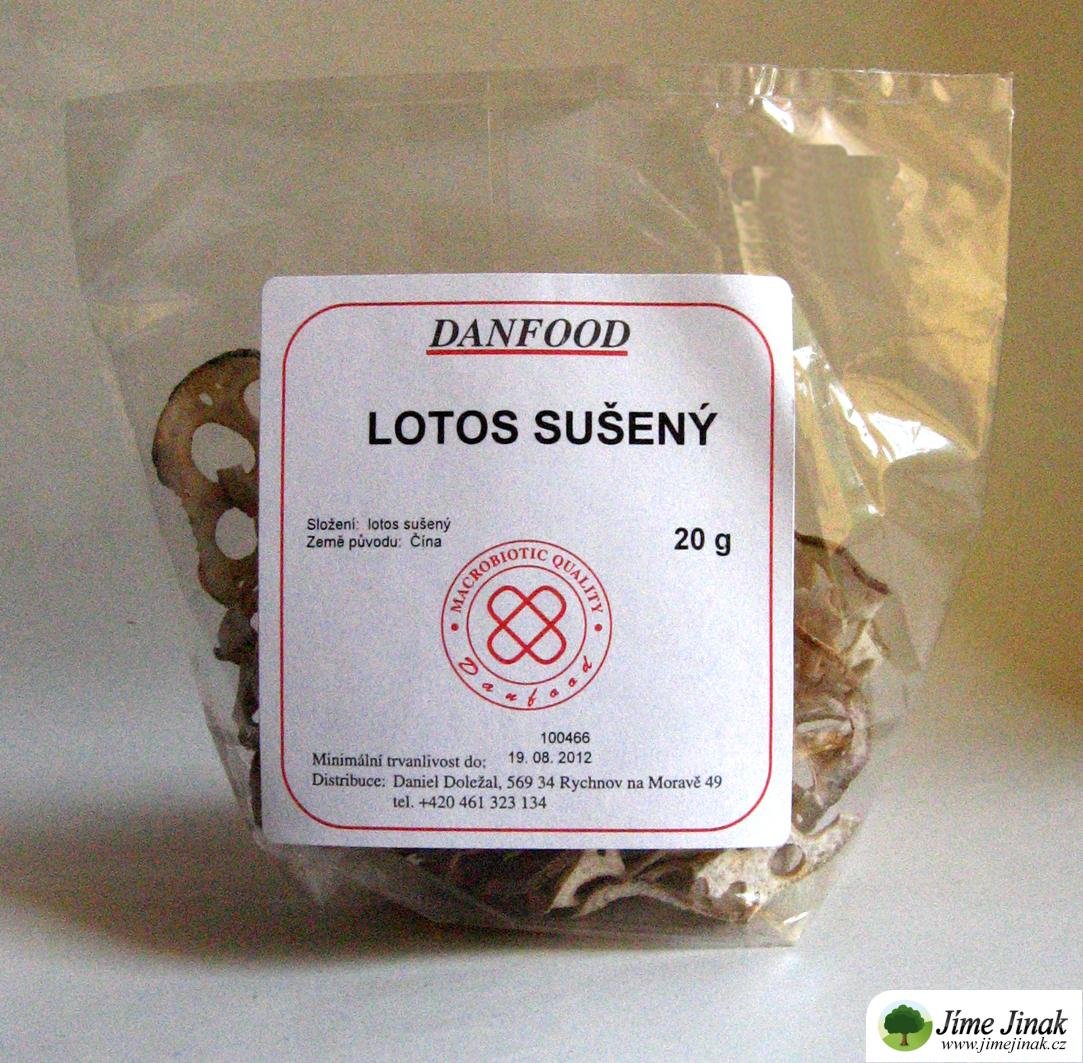 DANFOOD
LOTOS SUŠENÝ
Složení: lotos sušený
Země původu: Čína
20 g
MACROBIOTIC QUALITY
Danfood
100466
Minimální trvanlivost do: 19. 08. 2012
Distribuce: Daniel Doležal, 569 34 Rychnov na Moravě 49
tel. +420 461 323 134
Jíme Jinak
www.jimejinak.cz